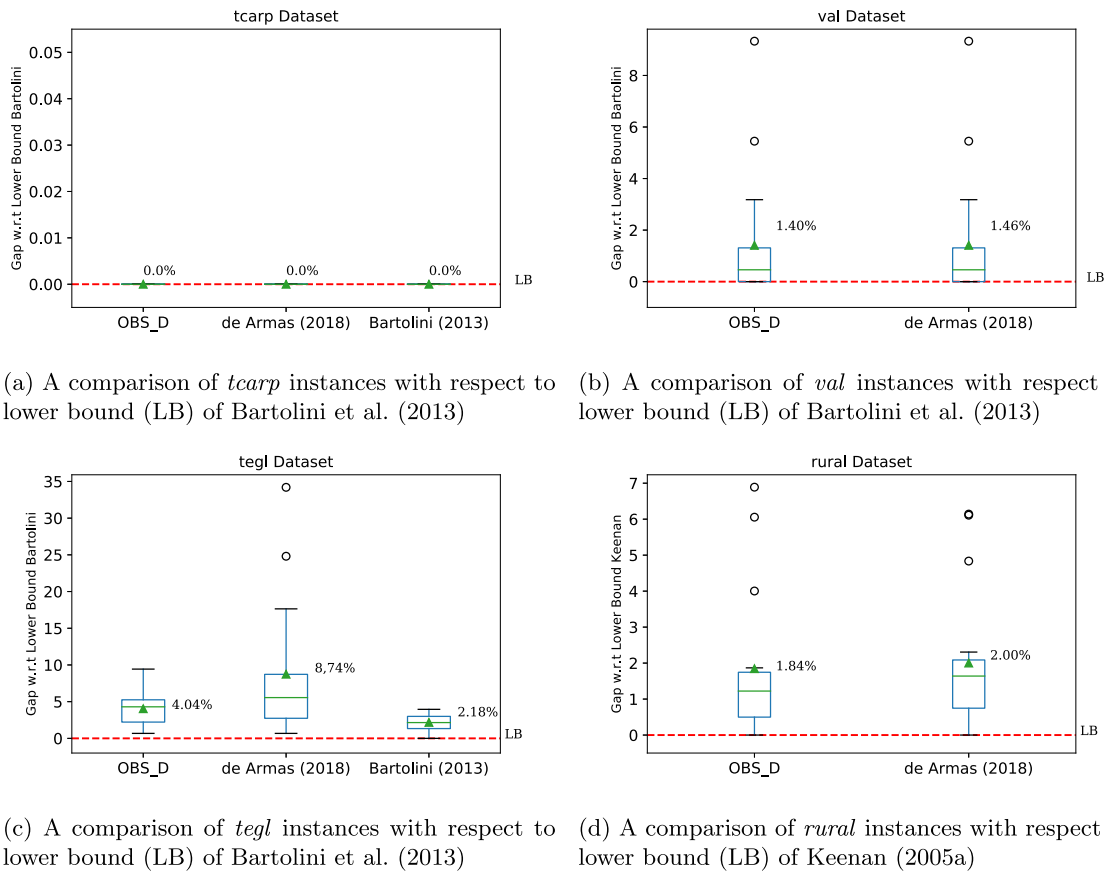 tcarp Dataset
Gap w.r.t Lower Bound Bartolini
0.05
0.04
0.03
0.02
0.01
0.00
0.0%
0.0%
0.0%
LB
OBS_D
de Armas (2018)
Bartolini (2013)
val Dataset
Gap w.r.t Lower Bound Bartolini
8
6
4
2
0
1.40%
1.46%
LB
OBS_D
de Armas (2018)
(a) A comparison of tcarp instances with respect to
lower bound (LB) of Bartolini et al. (2013)
(b) A comparison of val instances with respect
lower bound (LB) of Bartolini et al. (2013)
tegl Dataset
Gap w.r.t Lower Bound Bartolini
35
30
25
20
15
10
5
0
4.04%
8,74%
2.18%
LB
OBS_D
de Armas (2018)
Bartolini (2013)
rural Dataset
Gap w.r.t Lower Bound Keenan
7
6
5
4
3
2
1
0
1.84%
2.00%
LB
OBS_D
de Armas (2018)
(c) A comparison of tegl instances with respect to
lower bound (LB) of Bartolini et al. (2013)
(d) A comparison of rural instances with respect
lower bound (LB) of Keenan (2005a)